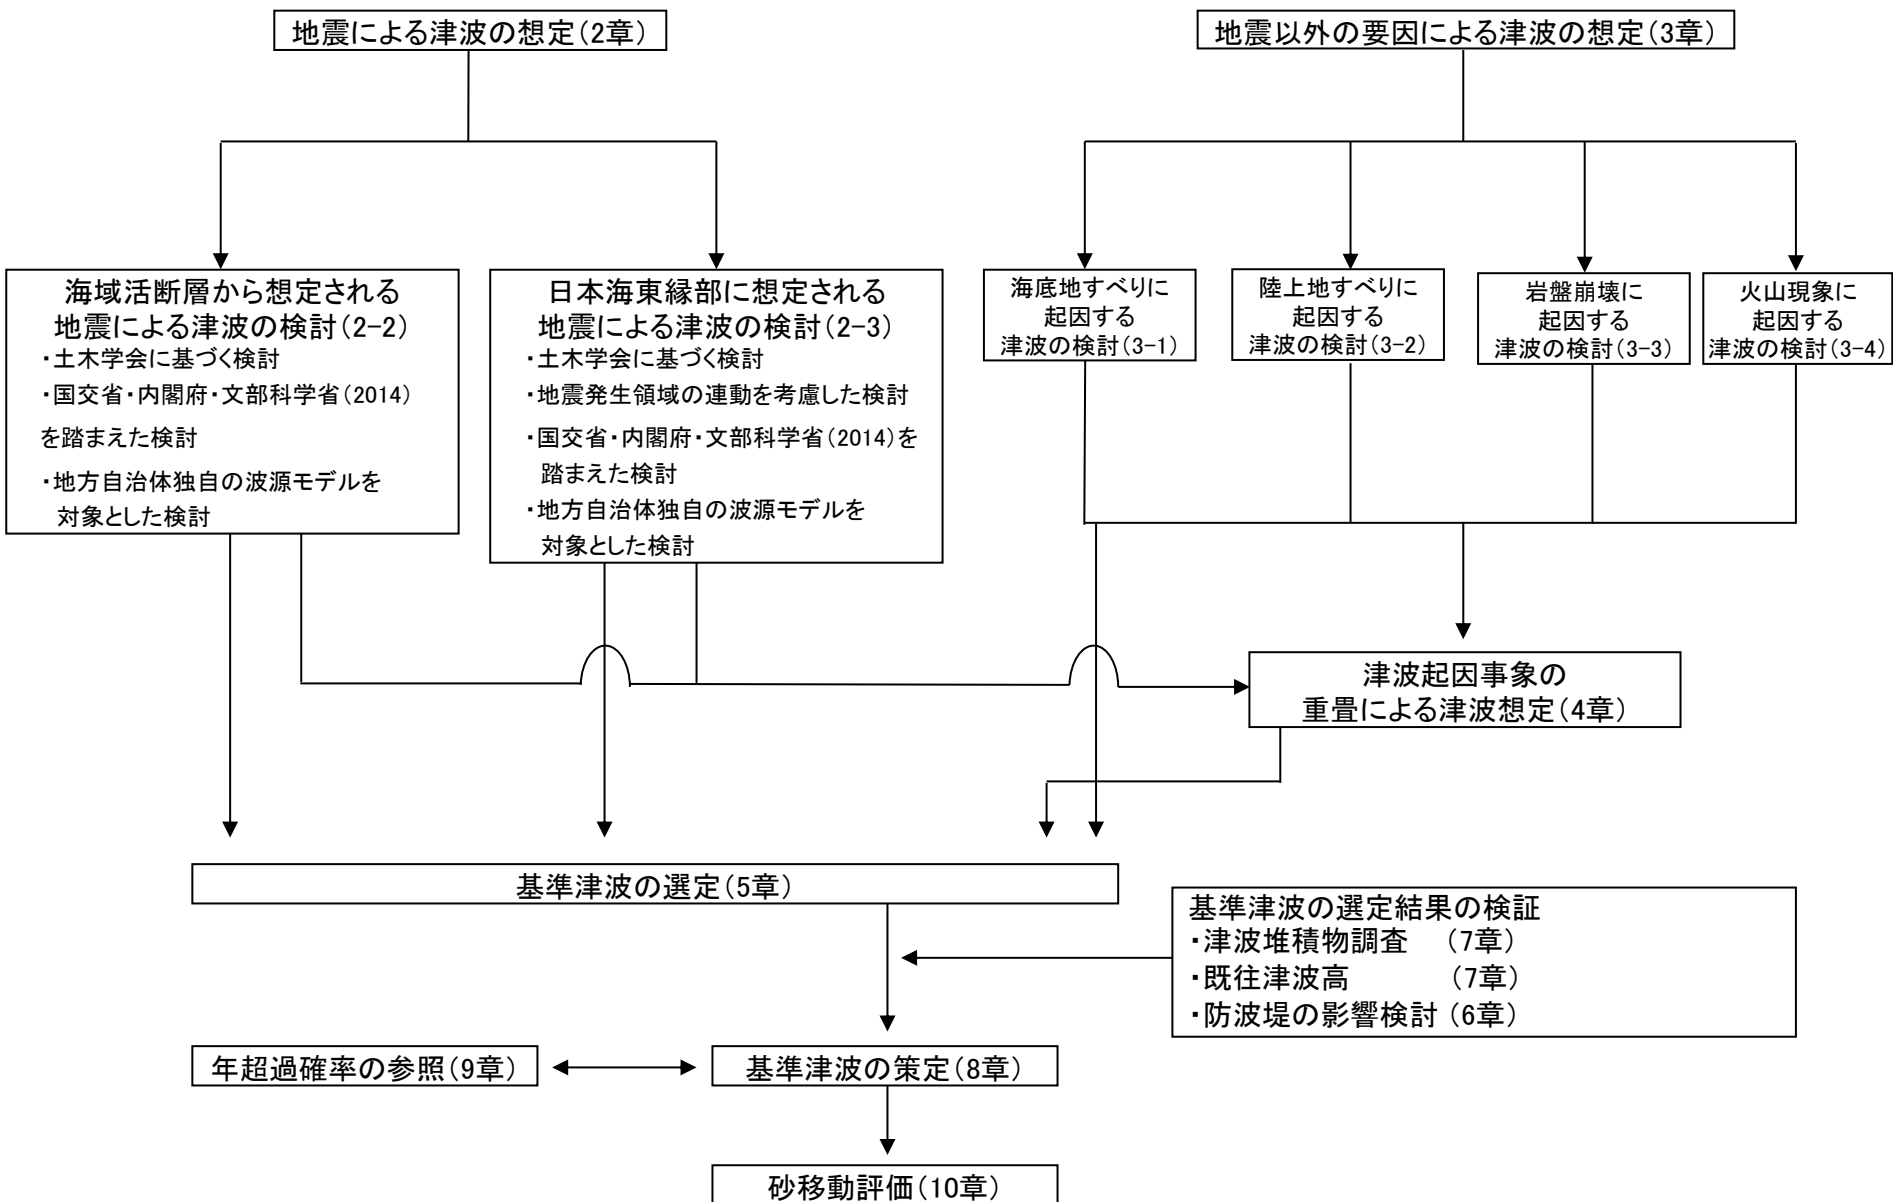 地震による津波の想定(2章)
地震以外の要因による津波の想定(3章)
海域活断層から想定される
地震による津波の検討(2-2)
・土木学会に基づく検討
・国交省・内閣府・文部科学省(2014)
を踏まえた検討
・地方自治体独自の波源モデルを
対象とした検討
日本海東縁部に想定される
地震による津波の検討(2-3)
・土木学会に基づく検討
・地震発生領域の連動を考慮した検討
・国交省・内閣府・文部科学省(2014)を
踏まえた検討
・地方自治体独自の波源モデルを
対象とした検討
海底地すべりに
起因する
津波の検討(3-1)
陸上地すべりに
起因する
津波の検討(3-2)
岩盤崩壊に
起因する
津波の検討(3-3)
火山現象に
起因する
津波の検討(3-4)
津波起因事象の
重畳による津波想定(4章)
基準津波の選定(5章)
基準津波の選定結果の検証
・津波堆積物調査 (7章)
・既往津波高 (7章)
・防波堤の影響検討 (6章)
年超過確率の参照(9章)
基準津波の策定(8章)
砂移動評価(10章)